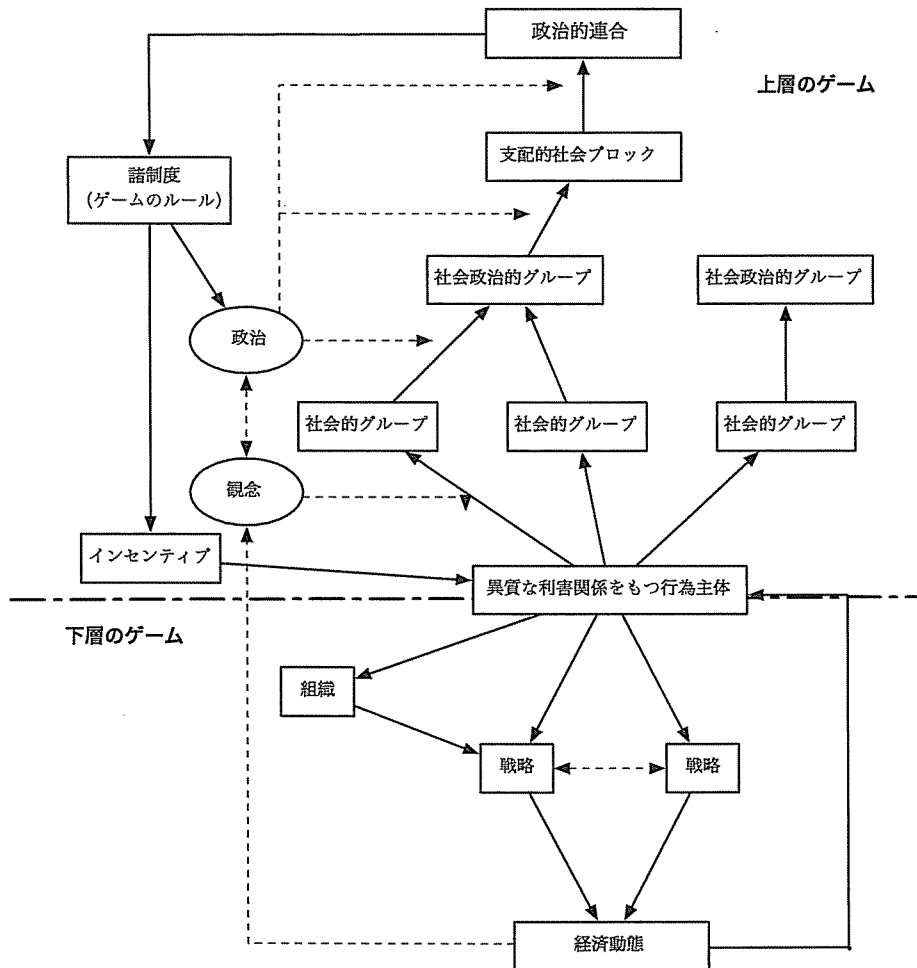 政治的連合
上層のゲーム
支配的社会ブロック
諸制度
（ゲームのルール）
社会政治的グループ
社会政治的グループ
政治
社会的グループ
社会的グループ
社会的グループ
観念
インセンティブ
異質な利害関係をもつ行為主体
下層のゲーム
組織
戦略
戦略
経済動態